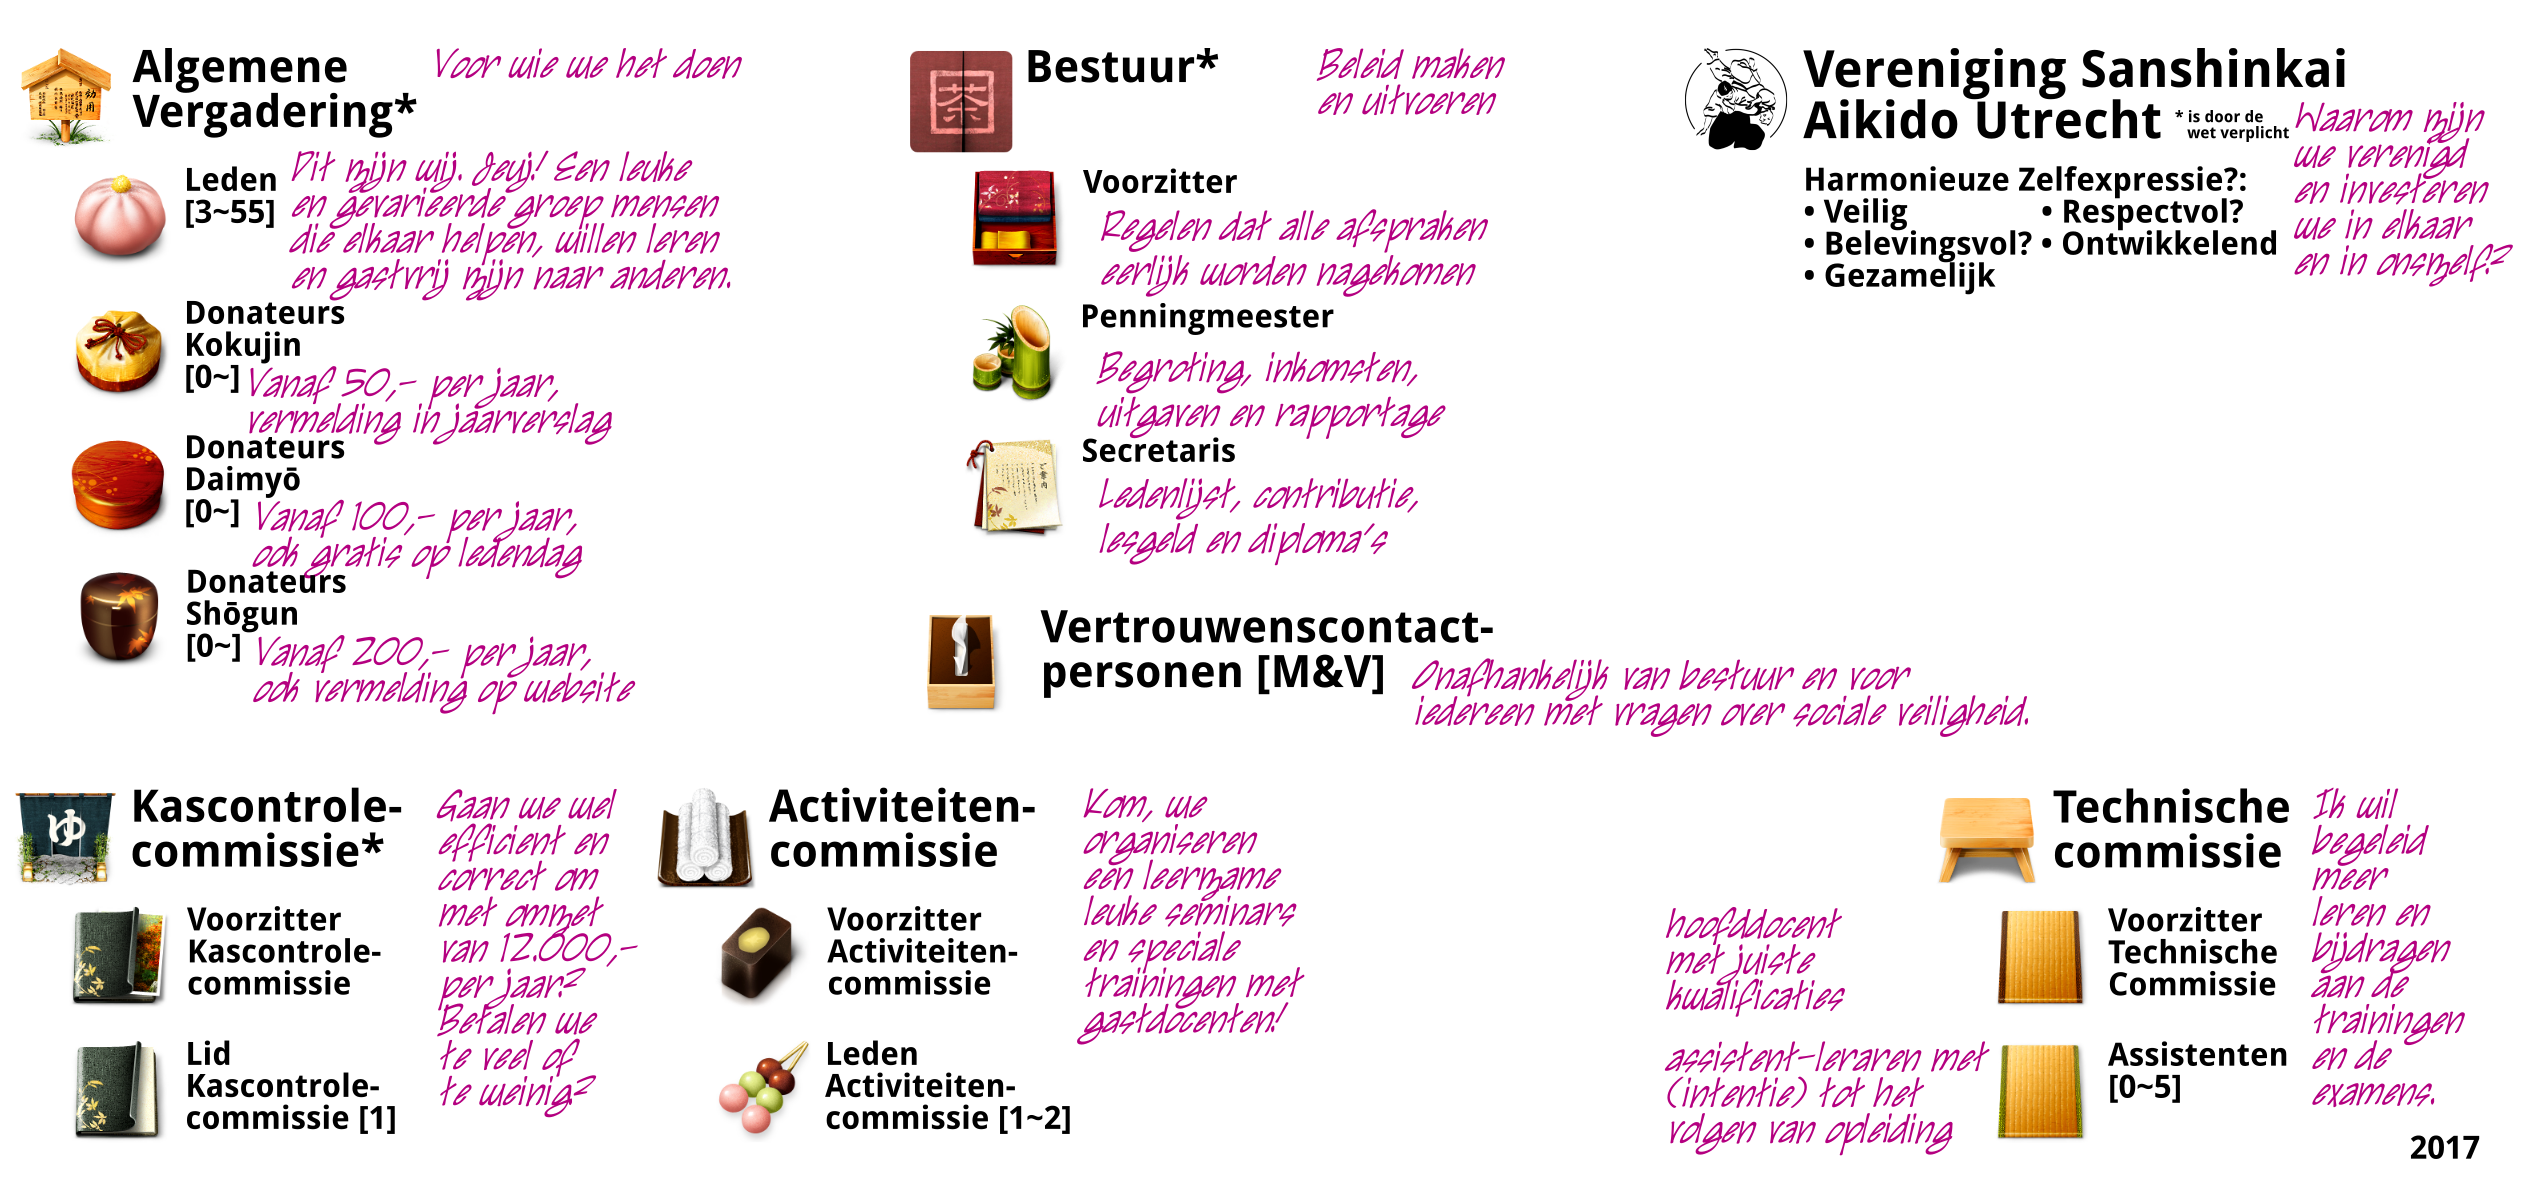 Algemene
Vergadering*
Voor wie we het doen
Leden
[3~55]
Dit zijn wij. Jeuj! Een leuke
en gevarieerde groep mensen
die elkaar helpen, willen leren
en gastvrij zijn naar anderen.
Donateurs
Kokujin
[0~]
Vanaf 50,- per jaar,
vermelding in jaarverslag
Donateurs
Daimyō
[0~]
Vanaf 100,- per jaar,
ook gratis op ledendag
Donateurs
Shōgun
[0~]
Vanaf 200,- per jaar,
ook vermelding op website
Bestuur*
Beleid maken
en uitvoeren
Voorzitter
Regelen dat alle afspraken
eerlijk worden nagekomen
Penningmeester
Begroting, inkomsten,
uitgaven en rapportage
Secretaris
Ledenlijst, contributie,
lesgeld en diploma's
Vertrouwenscontact-
personen [M&V]
Onafhankelijk van bestuur en voor
iedereen met vragen over sociale veiligheid.
Vereniging Sanshinkai
Aikido Utrecht
* is door de
wet verplicht
Harmonieuze Zelfexpressie?:
• Veilig • Respectvol?
• Belevingsvol? • Ontwikkelend
• Gezamelijk
Waarom zijn
we verenigd
en investeren
we in elkaar
en in onszelf?
Kascontrole-
commissie*
Gaan we wel
efficient en
correct om
met omzet
van 12.000,-
per jaar?
Betalen we
te veel of
te weinig?
Voorzitter
Kascontrole-
commissie
Lid
Kascontrole-
commissie [1]
Activiteiten-
commissie
Kom, we
organiseren
een leerzame
leuke seminars
en speciale
trainingen met
gastdocenten!
Voorzitter
Activiteiten-
commissie
Leden
Activiteiten-
commissie [1~2]
Technische
commissie
Ik wil
begeleid
meer
leren en
bijdragen
aan de
trainingen
en de
examens.
hoofddocent
met juiste
kwalificaties
Voorzitter
Technische
Commissie
assistent-leraren met
(intentie) tot het
volgen van opleiding
Assistenten
[0~5]
2017
効用
茶
ご案内
ゆ